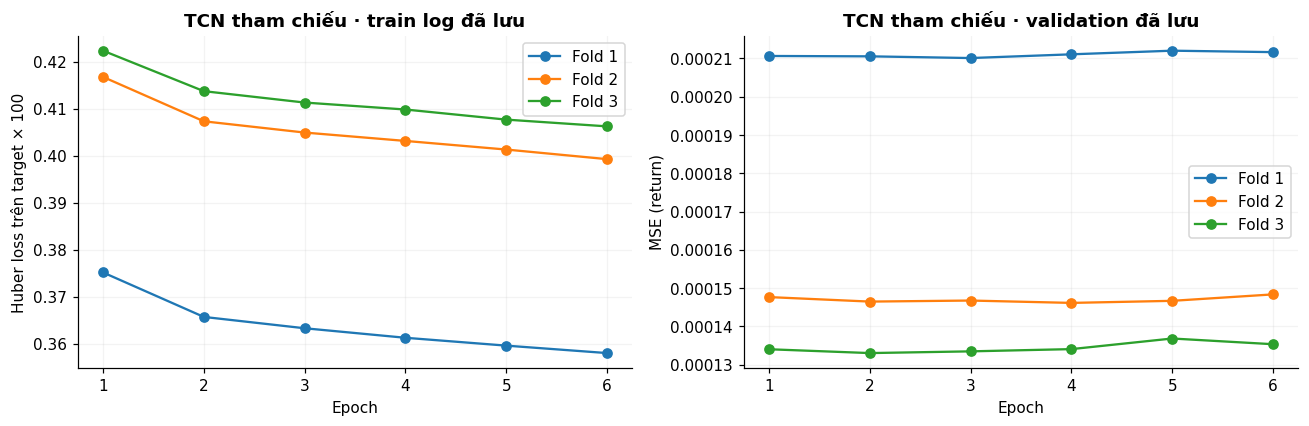 TCN tham chiếu · train log đã lưu
Huber loss trên target × 100
0.42
0.41
0.40
0.39
0.38
0.37
0.36
1 2 3 4 5 6
Epoch
Fold 1
Fold 2
Fold 3
TCN tham chiếu · validation đã lưu
MSE (return)
0.00021
0.00020
0.00019
0.00018
0.00017
0.00016
0.00015
0.00014
0.00013
1 2 3 4 5 6
Epoch
Fold 1
Fold 2
Fold 3